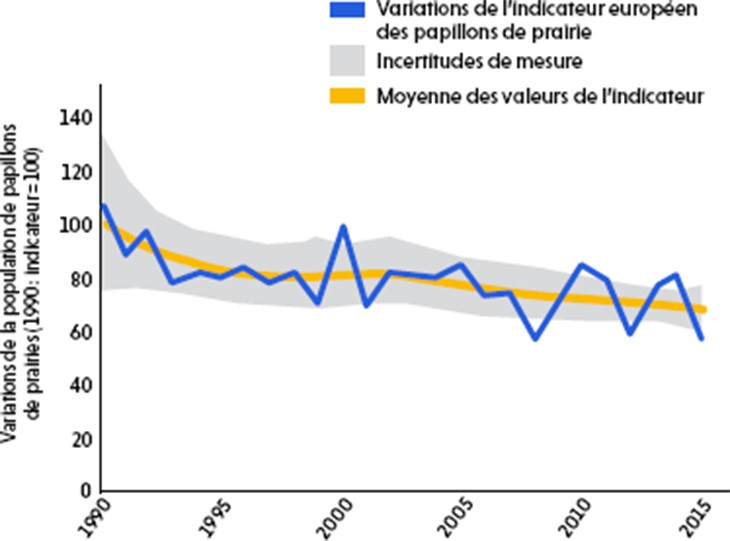 Variations de l'indicateur européen
des papillons de prairie
Incertitudes de mesure
Moyenne des valeurs de l'indicateur
Variations de la population de papillons
de prairies (1990 : indicateur = 100)
140
120
100
80
60
40
20
0
1990
1995
2000
2005
2010
2015